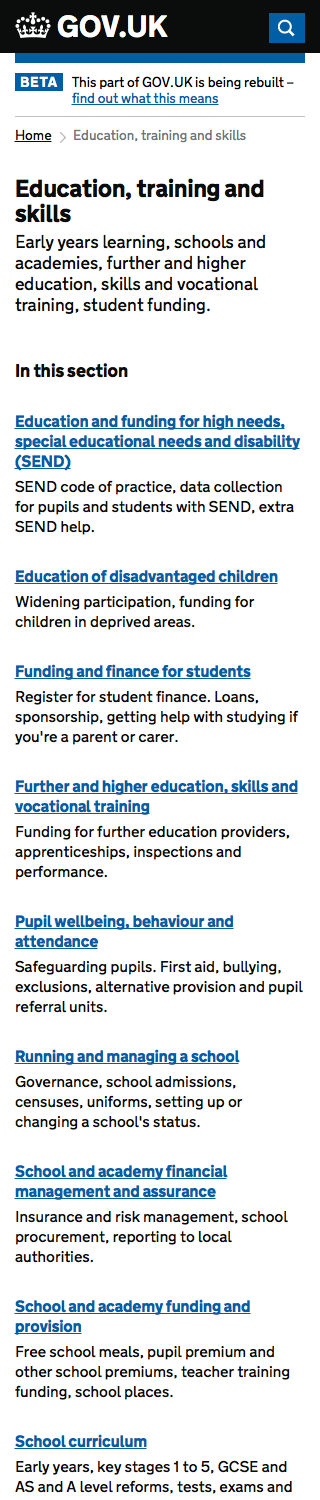 GOV.UK
BETA This part of GOV.UK is being rebuilt –
find out what this means
Home > Education, training and skills
Education, training and
skills
Early years learning, schools and
academies, further and higher
education, skills and vocational
training, student funding.
In this section
Education and funding for high needs,
special educational needs and disability
(SEND)
SEND code of practice, data collection
for pupils and students with SEND, extra
SEND help.
Education of disadvantaged children
Widening participation, funding for
children in deprived areas.
Funding and finance for students
Register for student finance. Loans,
sponsorship, getting help with studying if
you're a parent or carer.
Further and higher education, skills and
vocational training
Funding for further education providers,
apprenticeships, inspections and
performance.
Pupil wellbeing, behaviour and
attendance
Safeguarding pupils. First aid, bullying,
exclusions, alternative provision and pupil
referral units.
Running and managing a school
Governance, school admissions,
censuses, uniforms, setting up or
changing a school's status.
School and academy financial
management and assurance
Insurance and risk management, school
procurement, reporting to local
authorities.
School and academy funding and
provision
Free school meals, pupil premium and
other school premiums, teacher training
funding, school places.
School curriculum
Early years, key stages 1 to 5, GCSE and
AS and A level reforms, tests, exams and